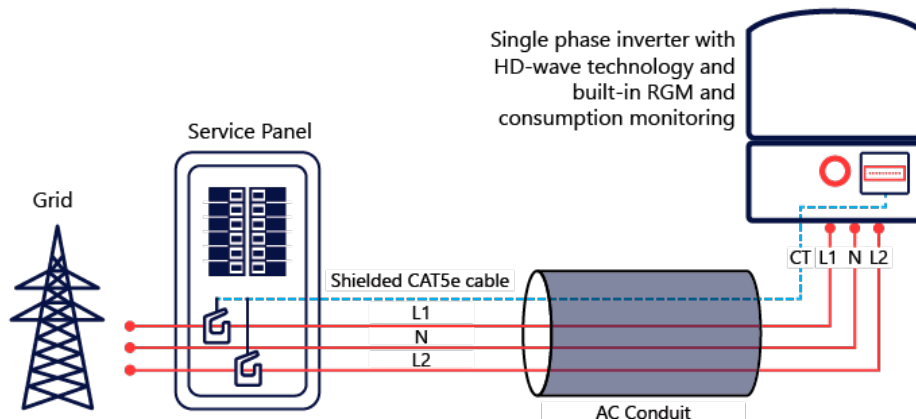 Single phase inverter with
HD-wave technology and
built-in RGM and
consumption monitoring
Service Panel
Grid
CT L1 N L2
Shielded CAT5e cable
L1
N
L2
AC Conduit